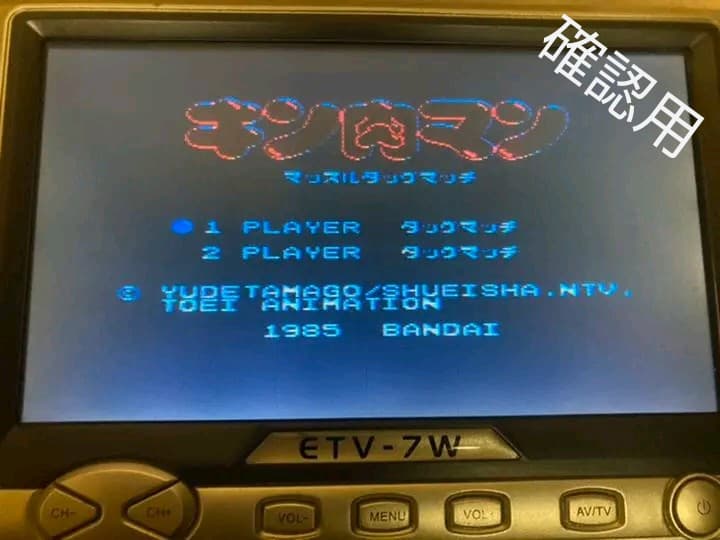 確認用
キン肉マン
マッスルタッグマッチ
1 PLAYER タッグマッチ
2 PLAYER タッグマッチ
© YUDETAMAGO/SHUEISHA.NTV.
TOEI ANIMATION
1985 BANDAI
ETV-7W
CH- CH+ VOL- MENU VOL+ AV/TV